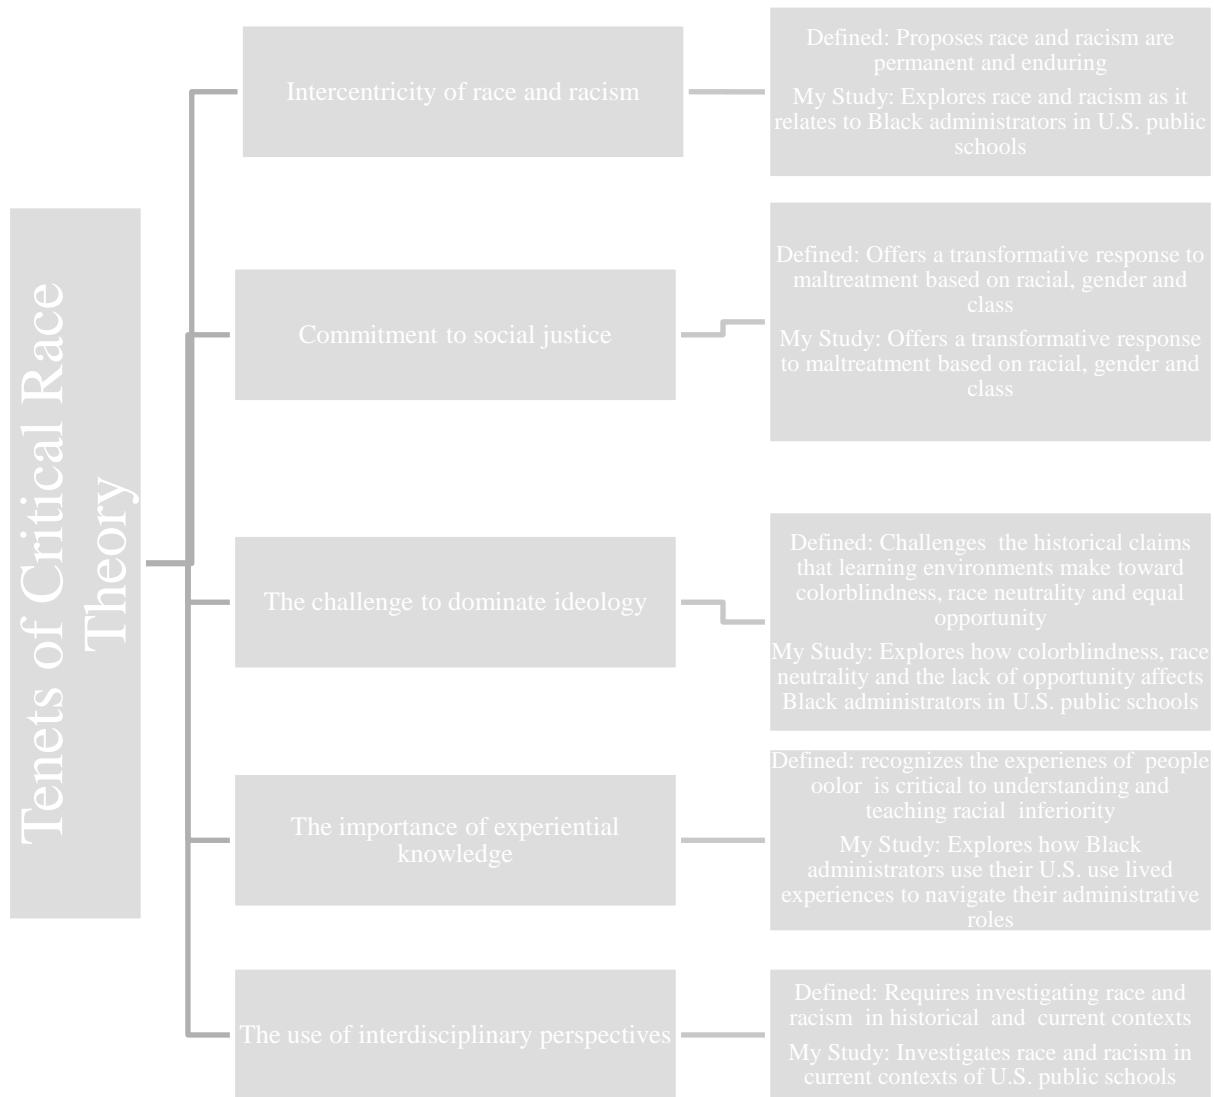 Tenets of Critical Race
Theory
Intercentricity of race and racism
Defined: Proposes race and racism are
permanent and enduring
My Study: Explores race and racism as it
relates to Black administrators in U.S. public
schools
Commitment to social justice
Defined: Offers a transformative response to
maltreatment based on racial, gender and
class
My Study: Offers a transformative response
to maltreatment based on racial, gender and
class
The challenge to dominate ideology
Defined: Challenges the historical claims
that learning environments make toward
colorblindness, race neutrality and equal
opportunity
My Study: Explores how colorblindness, race
neutrality and the lack of opportunity affects
Black administrators in U.S. public schools
The importance of experiential
knowledge
Defined: recognizes the experienes of people
oolor is critical to understanding and
teaching racial inferiority
My Study: Explores how Black
administrators use their U.S. use lived
experiences to navigate their administrative
roles
The use of interdisciplinary perspectives
Defined: Requires investigating race and
racism in historical and current contexts
My Study: Investigates race and racism in
current contexts of U.S. public schools